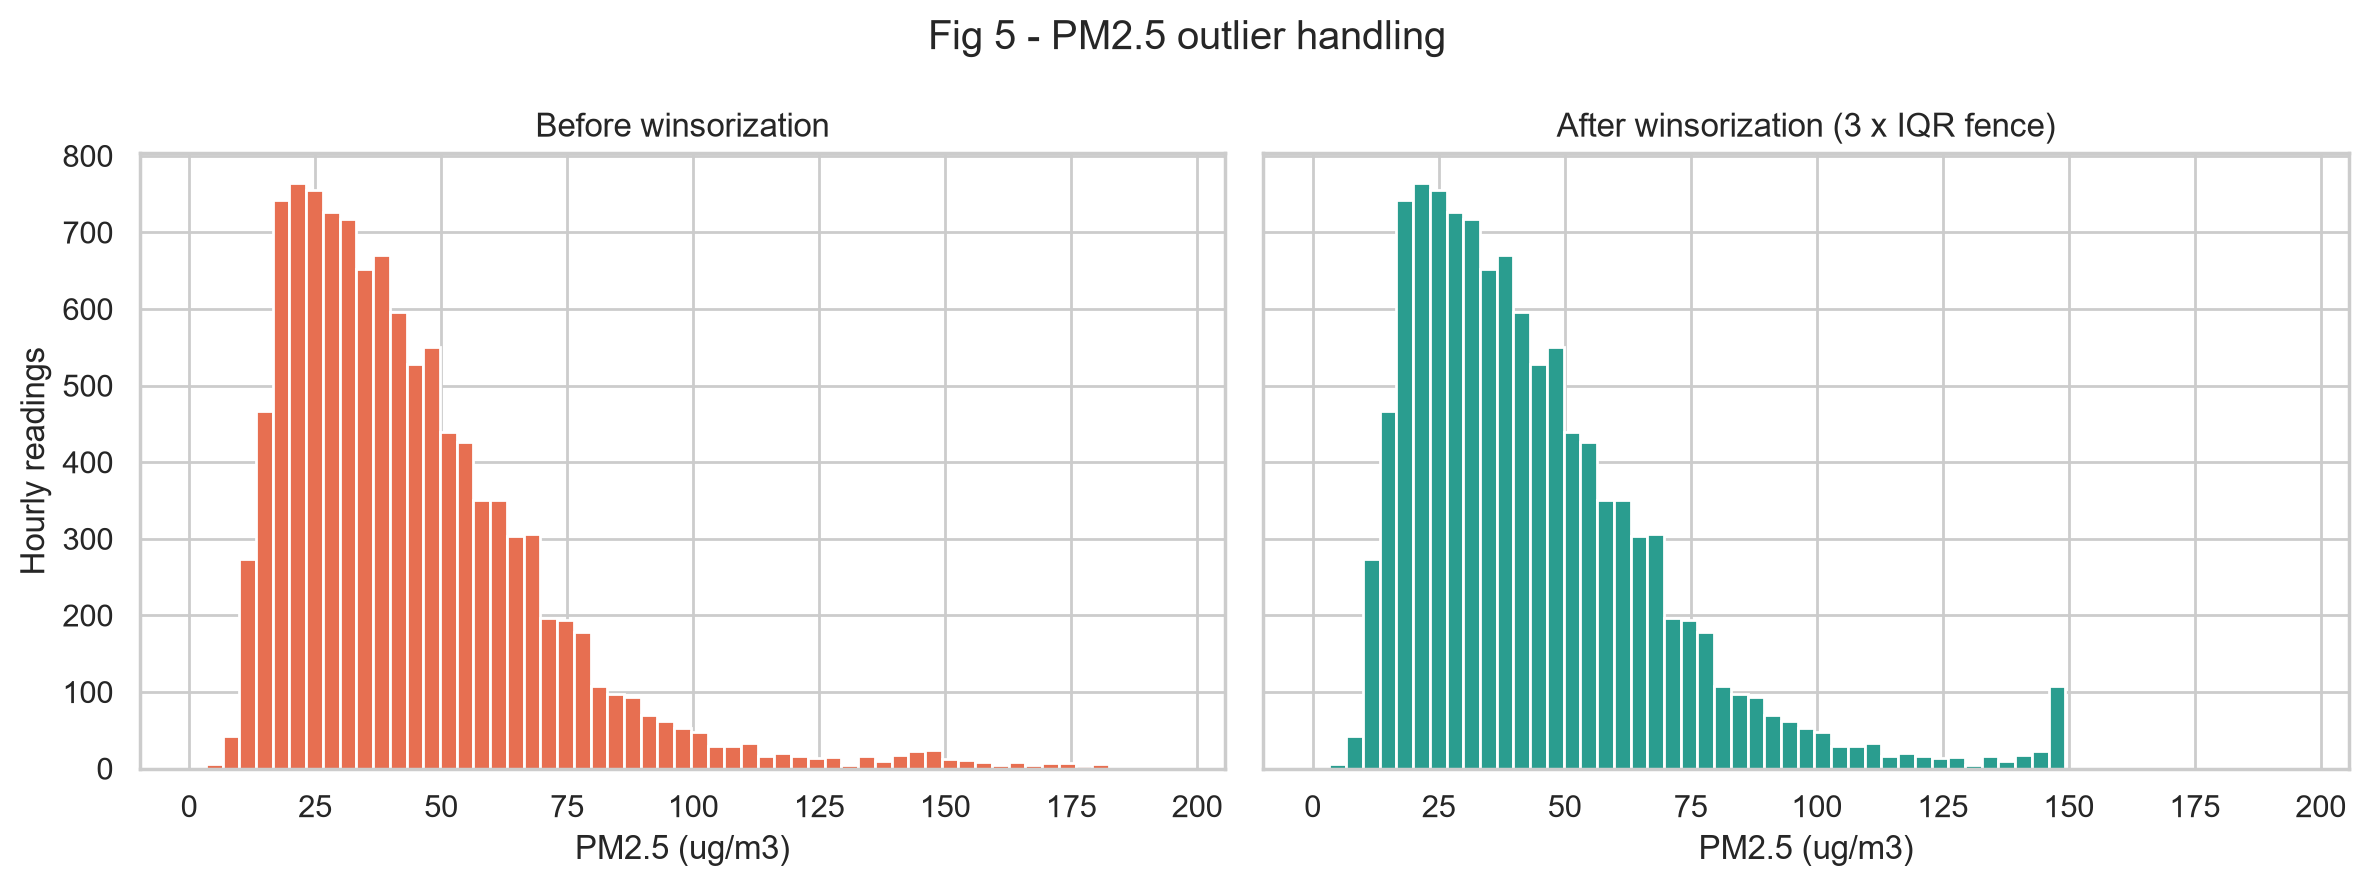 Fig 5 - PM2.5 outlier handling
Before winsorization
800
700
600
500
400
300
200
100
0
Hourly readings
0 25 50 75 100 125 150 175 200
PM2.5 (ug/m3)
After winsorization (3 x IQR fence)
0 25 50 75 100 125 150 175 200
PM2.5 (ug/m3)